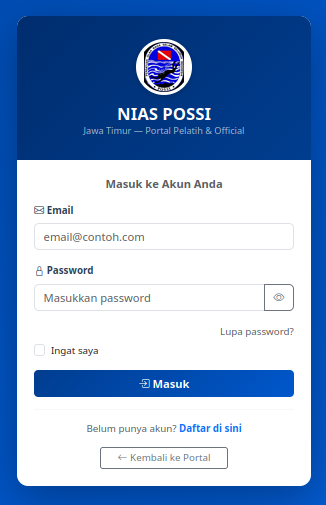 NIAS POSSI
Jawa Timur — Portal Pelatih & Official
Masuk ke Akun Anda
Email
email@contoh.com
Password
Masukkan password
Lupa password?
Ingat saya
Masuk
Belum punya akun? Daftar di sini
← Kembali ke Portal